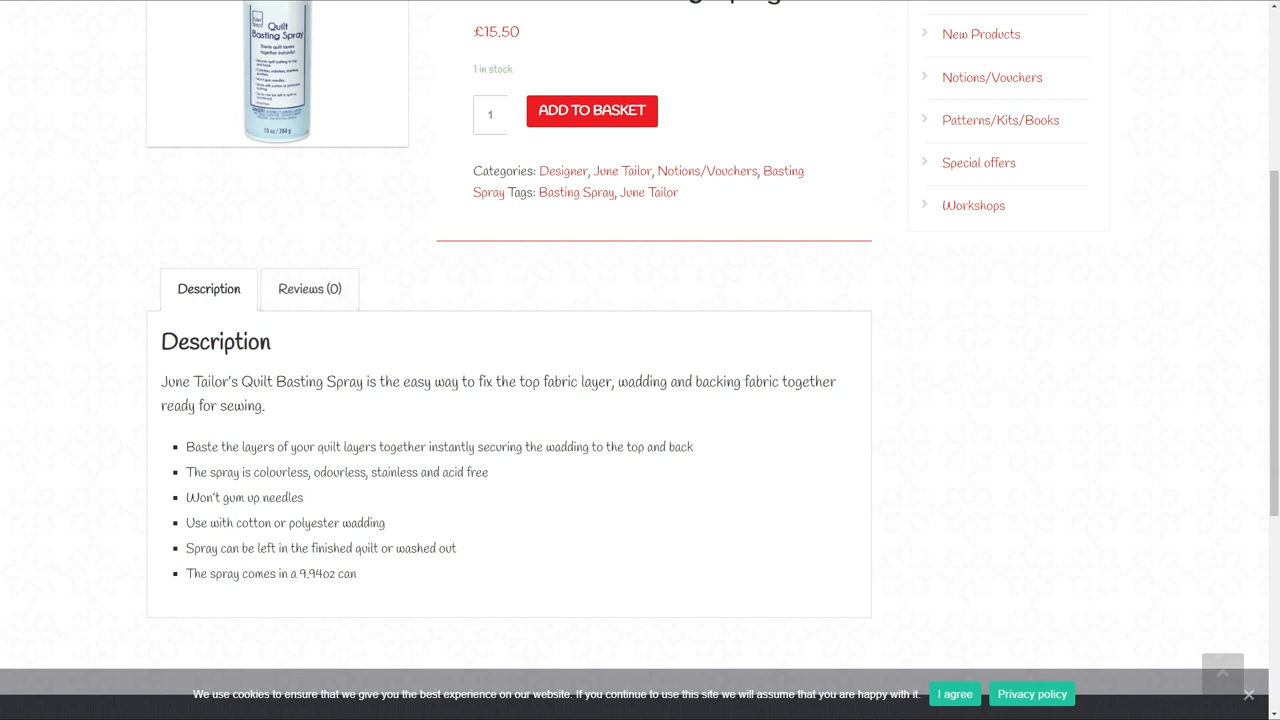 £15.50
1 in stock
1
ADD TO BASKET
Categories: Designer, June Tailor, Notions/Vouchers, Basting
Spray Tags: Basting Spray, June Tailor
New Products
Notions/Vouchers
Patterns/Kits/Books
Special offers
Workshops
Quilt
Basting Spray
10 oz / 284 g
Description
Reviews (0)
Description
June Tailor's Quilt Basting Spray is the easy way to fix the top fabric layer, wadding and backing fabric together
ready for sewing.
Baste the layers of your quilt layers together instantly securing the wadding to the top and back
The spray is colourless, odourless, stainless and acid free
Won't gum up needles
Use with cotton or polyester wadding
Spray can be left in the finished quilt or washed out
The spray comes in a 9.94oz can
We use cookies to ensure that we give you the best experience on our website. If you continue to use this site we will assume that you are happy with it.
I agree
Privacy policy